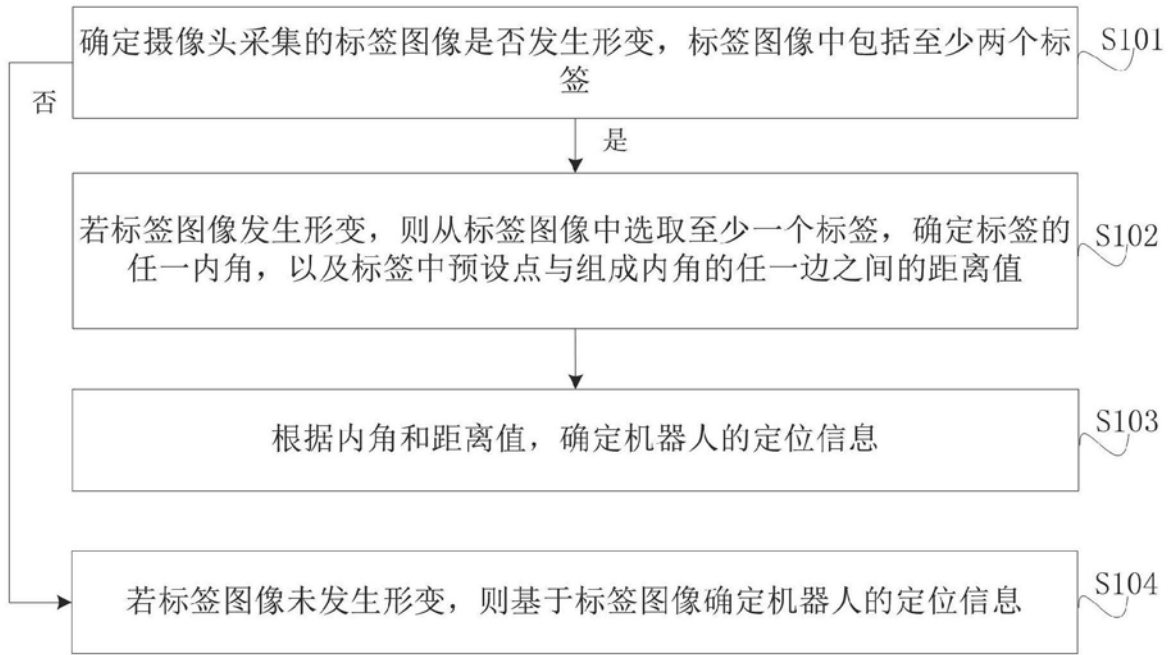 确定摄像头采集的标签图像是否发生形变，标签图像中包括至少两个标
签
S101
否
是
若标签图像发生形变，则从标签图像中选取至少一个标签，确定标签的
任一内角，以及标签中预设点与组成内角的任一边之间的距离值
S102
根据内角和距离值，确定机器人的定位信息
S103
若标签图像未发生形变，则基于标签图像确定机器人的定位信息
S104